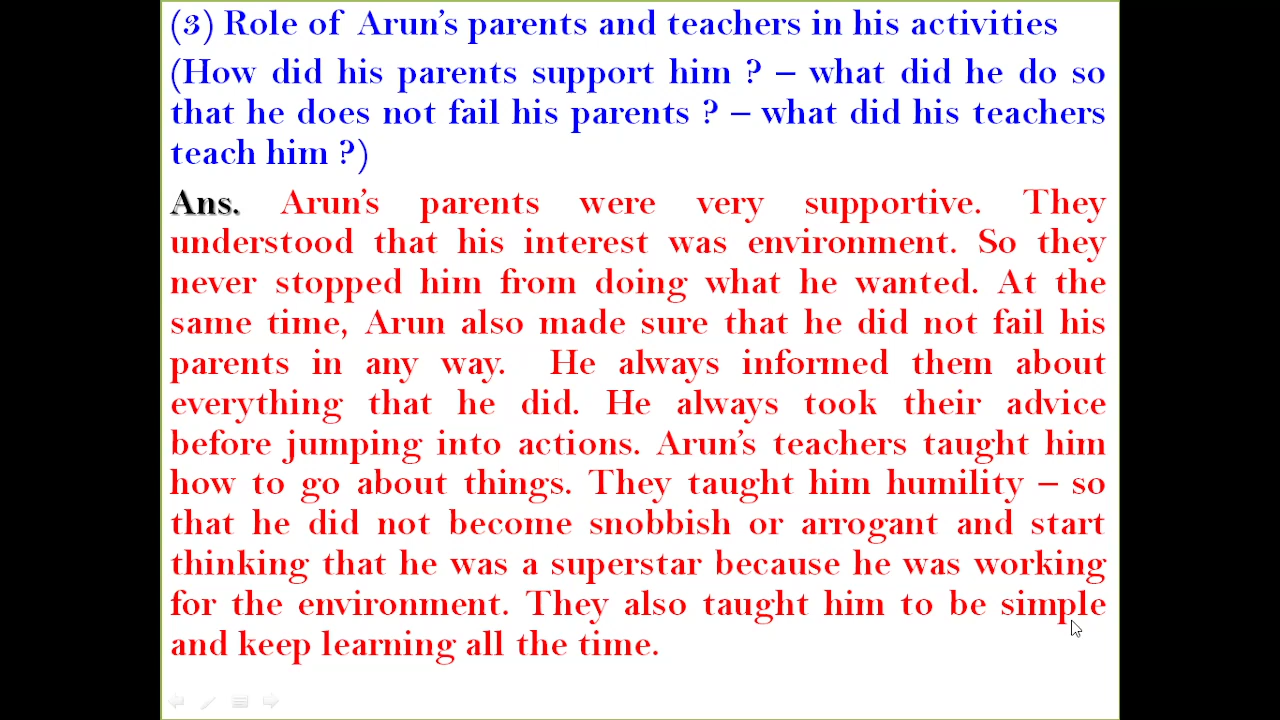 (3) Role of Arun's parents and teachers in his activities
(How did his parents support him ? – what did he do so
that he does not fail his parents ? – what did his teachers
teach him ?)
Ans. Arun's parents were very supportive. They
understood that his interest was environment. So they
never stopped him from doing what he wanted. At the
same time, Arun also made sure that he did not fail his
parents in any way. He always informed them about
everything that he did. He always took their advice
before jumping into actions. Arun's teachers taught him
how to go about things. They taught him humility – so
that he did not become snobbish or arrogant and start
thinking that he was a superstar because he was working
for the environment. They also taught him to be simple
and keep learning all the time.